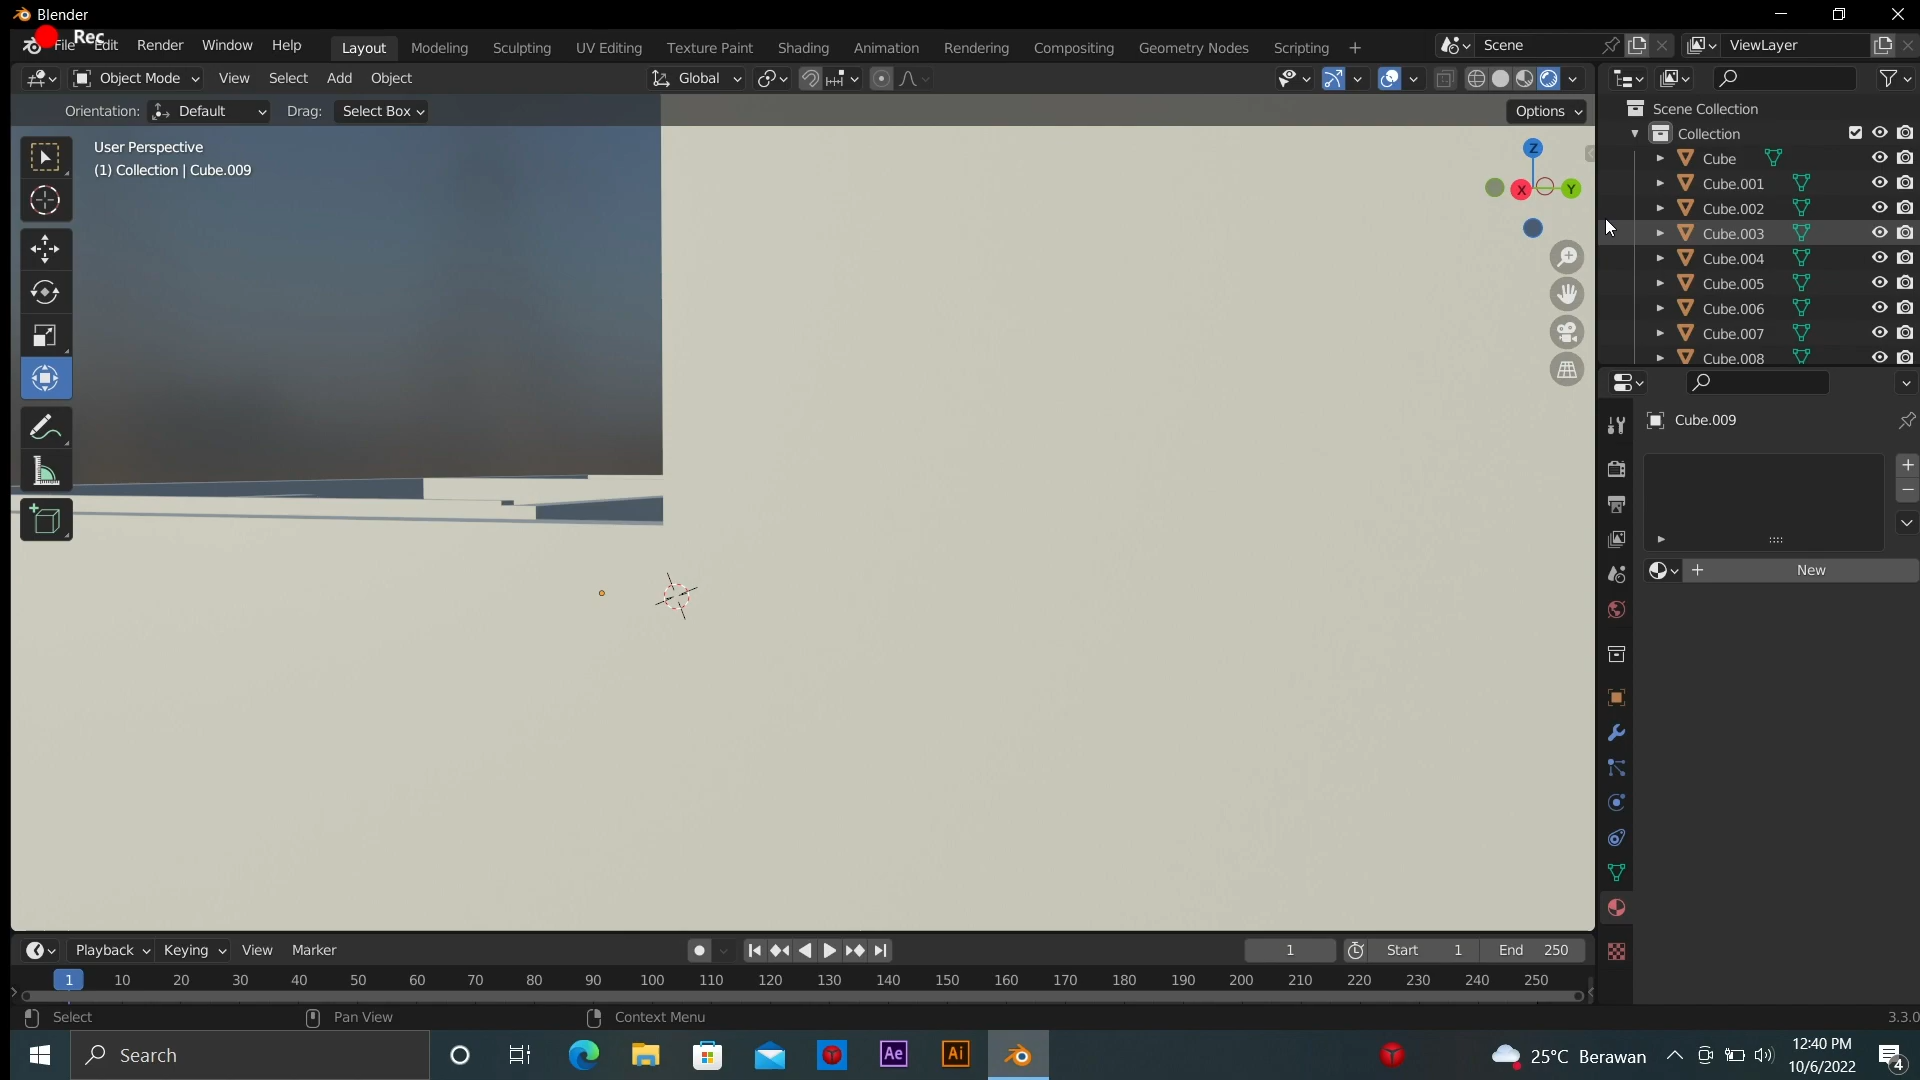 Blender
Rec
File Edit Render Window Help Layout Modeling Sculpting UV Editing Texture Paint Shading Animation Rendering Compositing Geometry Nodes Scripting + Scene ViewLayer
Object Mode View Select Add Object Global
Orientation: Default Drag: Select Box Options
User Perspective
(1) Collection | Cube.009
Z
X Y
Scene Collection
Collection
Cube
Cube.001
Cube.002
Cube.003
Cube.004
Cube.005
Cube.006
Cube.007
Cube.008
Cube.009
+ New
Playback Keying View Marker 1 Start 1 End 250
1 10 20 30 40 50 60 70 80 90 100 110 120 130 140 150 160 170 180 190 200 210 220 230 240 250
Select Pan View Context Menu 3.3.0
Search Ae Ai 25°C Berawan 12:40 PM
10/6/2022 4